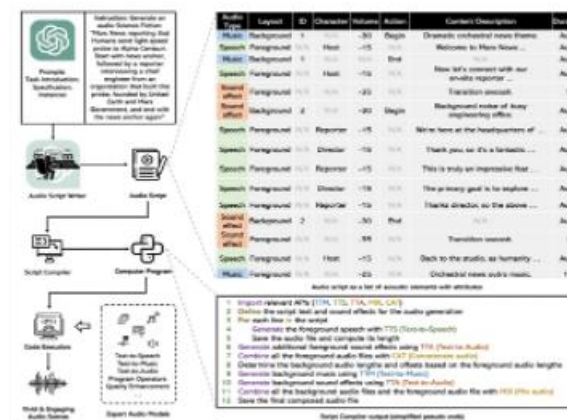 Instruction: Generate an
audio Science Fiction:
"Mars News reporting that
Humans send light-speed
probe to Alpha Centauri.
Start with news anchor,
followed by a reporter
interviewing a chief
engineer from an
organization that built this
probe, founded by United
Earth and Mars
Government, and end with
the news anchor again"
Prompts:
Task Introduction
Specification
Instance
Audio Script Writer
Audio Script
Script Compiler
Computer Program
Code Execution
Text-to-Speech
Text-to-Music
Text-to-Audio
Program Operators
Quality Enhancement
Expert Audio Models
Vivid & Engaging
Audio
Audio Type Layout ID Character Volume Action Content Description
Music Background 1 N/A -30 Begin Dramatic orchestral news theme
Speech Foreground N/A Host -15 N/A Welcome to Mars News ...
Music Background 1 N/A N/A End N/A
Speech Foreground N/A Host -15 N/A Now let's connect with our on-site reporter ...
Sound effect Foreground N/A N/A -35 N/A Transition swoosh
Sound effect Background 2 N/A Begin Background noise of busy engineering office
Speech Foreground N/A Reporter -15 N/A We're here at the headquarters of ...
Speech Foreground N/A Director -15 N/A Thank you, so it's a fantastic ...
Speech Foreground N/A Reporter -15 N/A This is truly an impressive feat ...
Speech Foreground N/A Director -15 N/A The primary goal is to explore ...
Speech Foreground N/A Reporter -15 N/A Thanks director, so the above ...
Sound effect Background 2 N/A End N/A
Sound effect Foreground N/A N/A -35 N/A Transition swoosh
Speech Foreground N/A Host -15 N/A Back to the studio, as humanity ...
Music Foreground N/A N/A -25 N/A Orchestral news outro music.
Audio script as a list of acoustic elements with attributes
1 Import relevant APIs (TTM, TTS, TTA, MIX, CAT)
2 Define the script text and sound effects for the audio generation
3 For each line in the script
4 Generate the foreground speech with TTS (Text-to-Speech)
5 Save the audio file and compute its length
6 Generate additional foreground sound effects using TTA (Text-to-Audio)
7 Combine all the foreground audio files with CAT (Concatenate audio)
8 Determine the background audio lengths and offsets based on the foreground audio lengths
9 Generate background music using TTM (Text-to-Music)
10 Generate background sound effects using TTA (Text-to-Audio)
11 Combine all the background audio files and the foreground audio file with MIX (Mix audio)
12 Save the final composed audio file
Script Compiler output (simplified pseudo code)